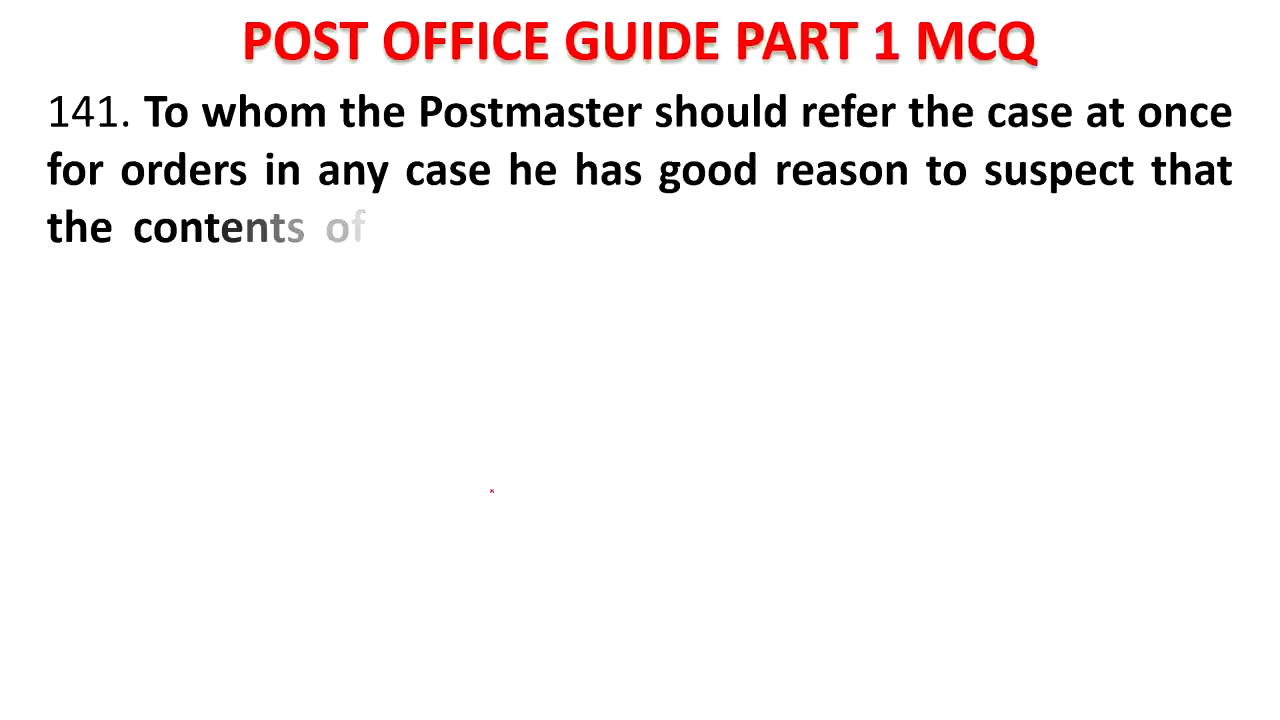 POST OFFICE GUIDE PART 1 MCQ
141. To whom the Postmaster should refer the case at once
for orders in any case he has good reason to suspect that
the contents of